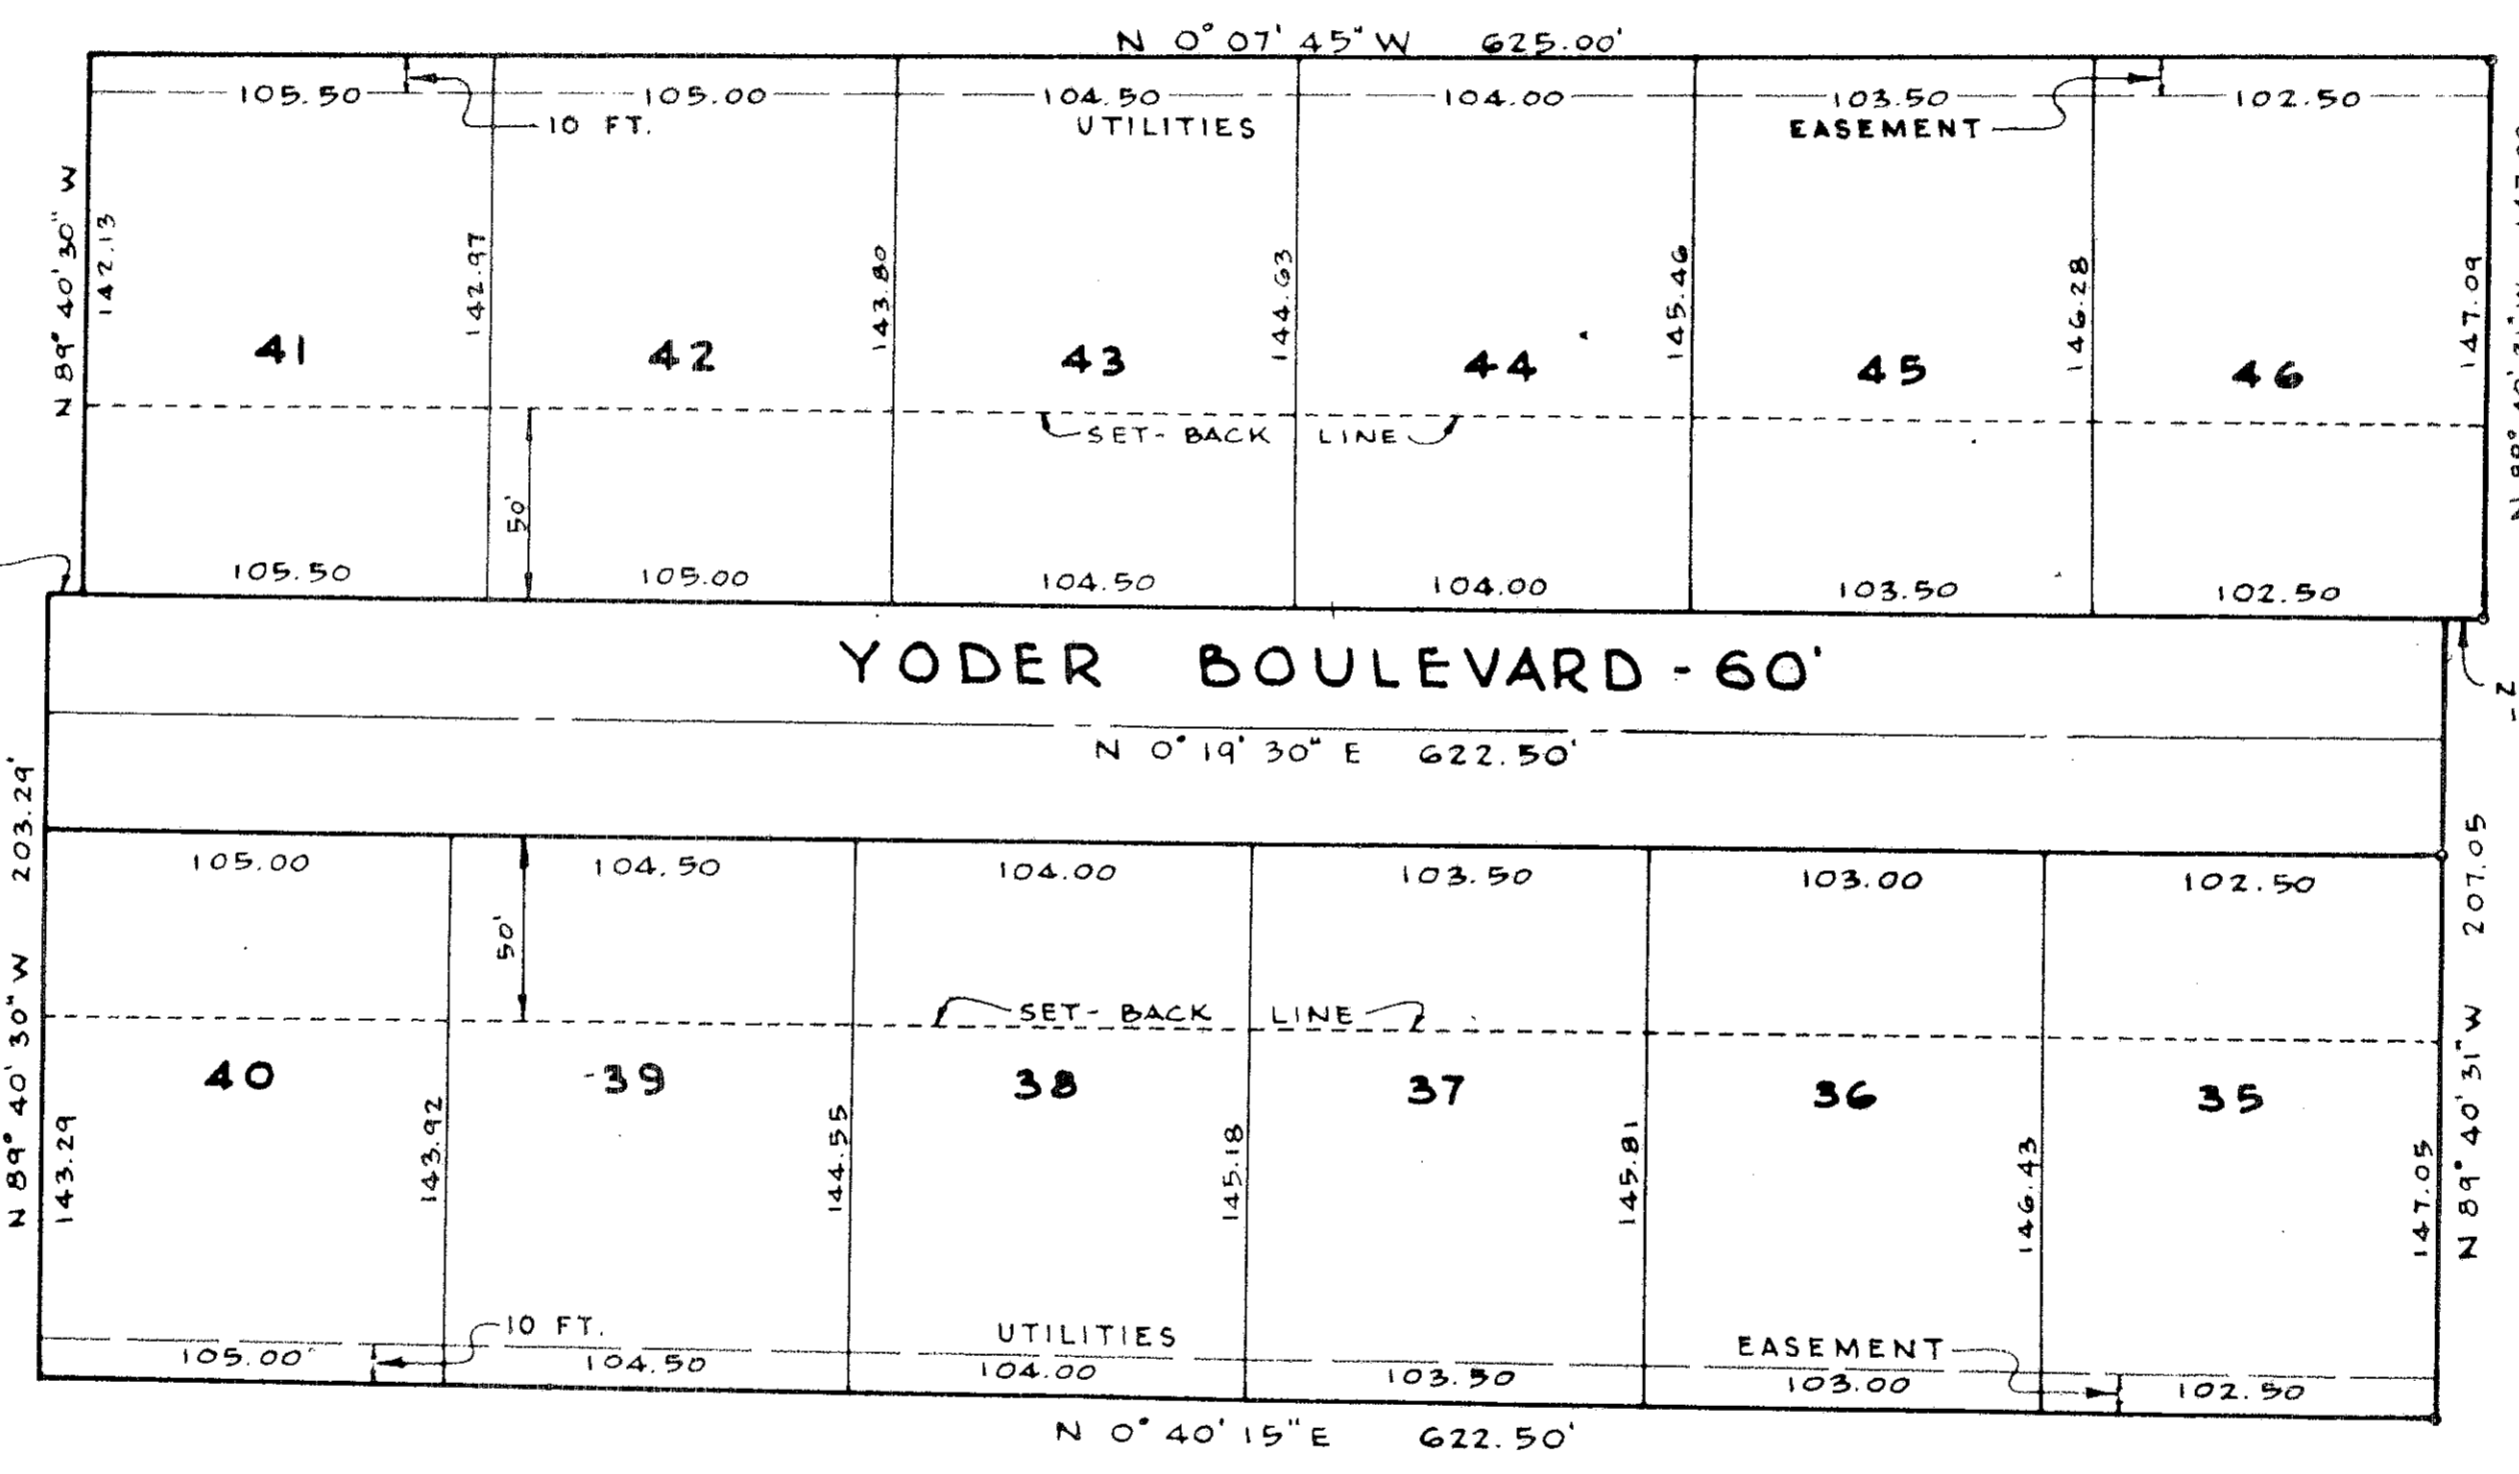 N 0° 07' 45" W 625.00'
105.50 105.00 104.50 104.00 103.50 102.50
10 FT. UTILITIES EASEMENT
N 89° 40' 30" W
142.13 142.97 143.80 144.63 145.46 146.28 147.09
41 42 43 44 45 46
SET-BACK LINE
50'
105.50 105.00 104.50 104.00 103.50 102.50
YODER BOULEVARD - 60'
N 0° 19' 30" E 622.50'
105.00 104.50 104.00 103.50 103.00 102.50
50'
SET-BACK LINE
40 39 38 37 36 35
N 89° 40' 30" W 203.29'
143.29 143.92 144.55 145.18 145.81 146.43 147.05
N 89° 40' 31" W 207.05
10 FT. UTILITIES EASEMENT
105.00 104.50 104.00 103.50 103.00 102.50
N 0° 40' 15" E 622.50'